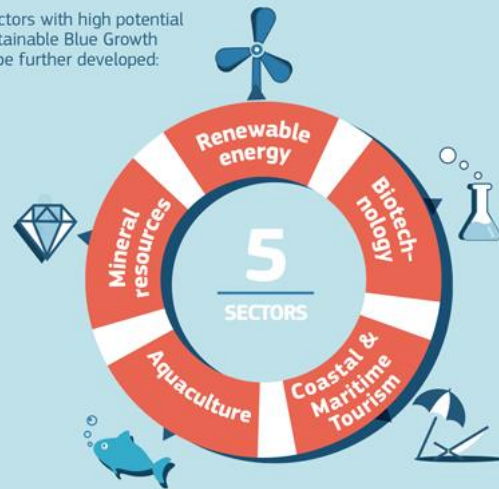 ctors with high potential
tainable Blue Growth
be further developed:
Renewable
energy
Biotech-
nology
Coastal &
Maritime
Tourism
Aquaculture
Mineral
resources
5
SECTORS